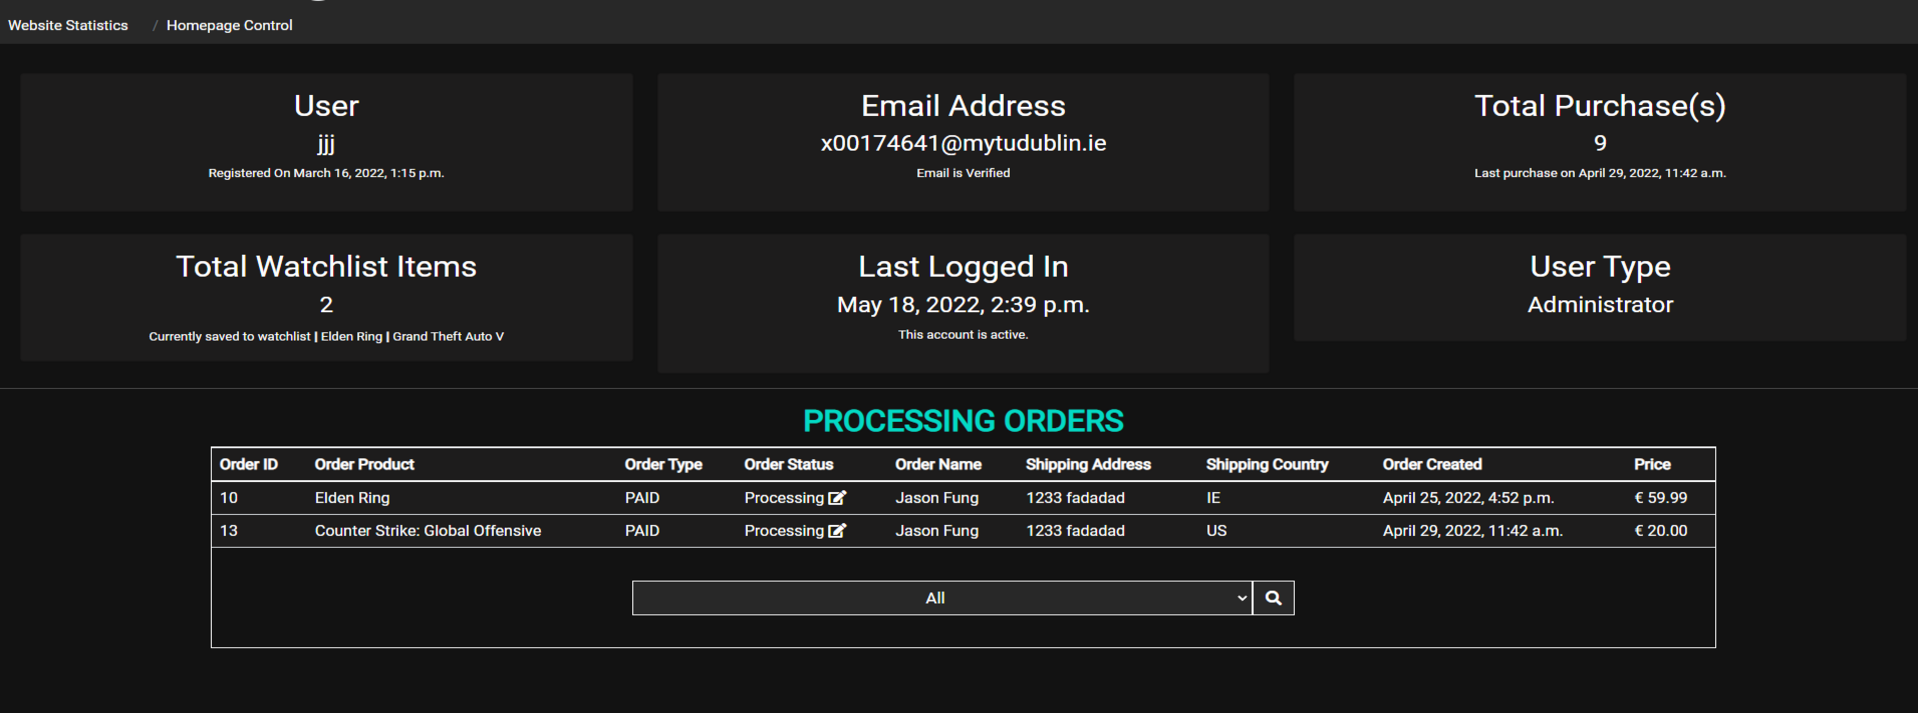 Website Statistics / Homepage Control
User
jjj
Registered On March 16, 2022, 1:15 p.m.
Email Address
x00174641@mytudublin.ie
Email is Verified
Total Purchase(s)
9
Last purchase on April 29, 2022, 11:42 a.m.
Total Watchlist Items
2
Currently saved to watchlist | Elden Ring | Grand Theft Auto V
Last Logged In
May 18, 2022, 2:39 p.m.
This account is active.
User Type
Administrator
PROCESSING ORDERS
Order ID Order Product Order Type Order Status Order Name Shipping Address Shipping Country Order Created Price
10 Elden Ring PAID Processing Jason Fung 1233 fadadad IE April 25, 2022, 4:52 p.m. € 59.99
13 Counter Strike: Global Offensive PAID Processing Jason Fung 1233 fadadad US April 29, 2022, 11:42 a.m. € 20.00
All